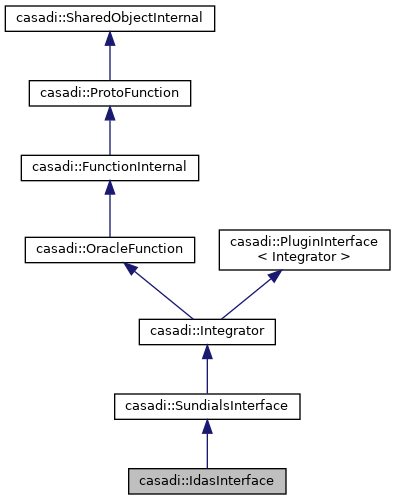 casadi::SharedObjectInternal
casadi::ProtoFunction
casadi::FunctionInternal
casadi::OracleFunction
casadi::PluginInterface
< Integrator >
casadi::Integrator
casadi::SundialsInterface
casadi::IdasInterface